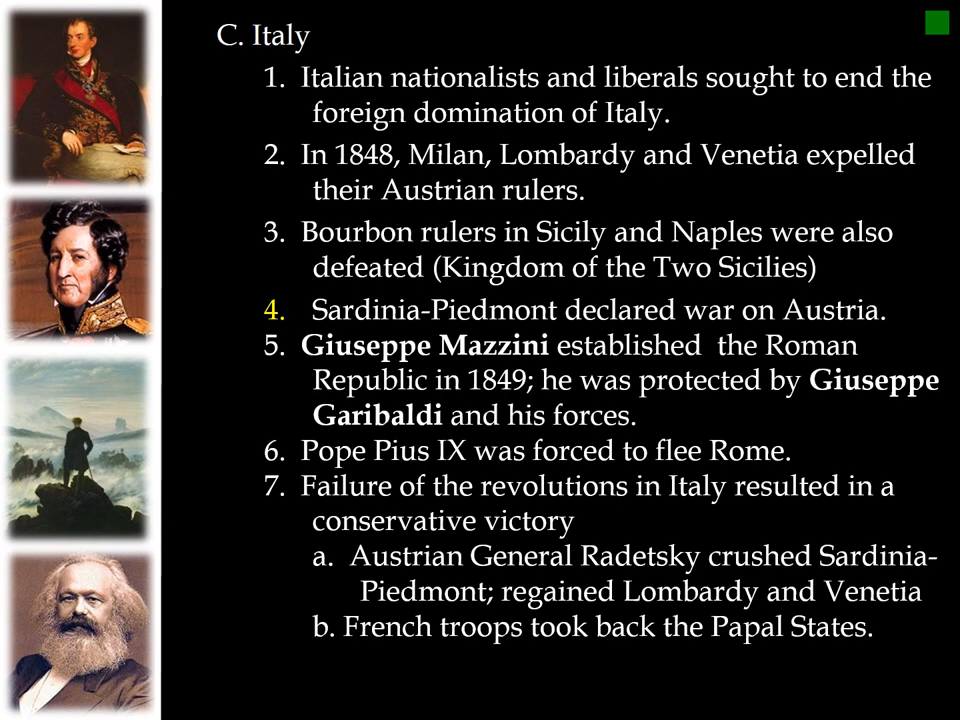 C. Italy
1. Italian nationalists and liberals sought to end the
foreign domination of Italy.
2. In 1848, Milan, Lombardy and Venetia expelled
their Austrian rulers.
3. Bourbon rulers in Sicily and Naples were also
defeated (Kingdom of the Two Sicilies)
4. Sardinia-Piedmont declared war on Austria.
5. Giuseppe Mazzini established the Roman
Republic in 1849; he was protected by Giuseppe
Garibaldi and his forces.
6. Pope Pius IX was forced to flee Rome.
7. Failure of the revolutions in Italy resulted in a
conservative victory
a. Austrian General Radetsky crushed Sardinia-
Piedmont; regained Lombardy and Venetia
b. French troops took back the Papal States.